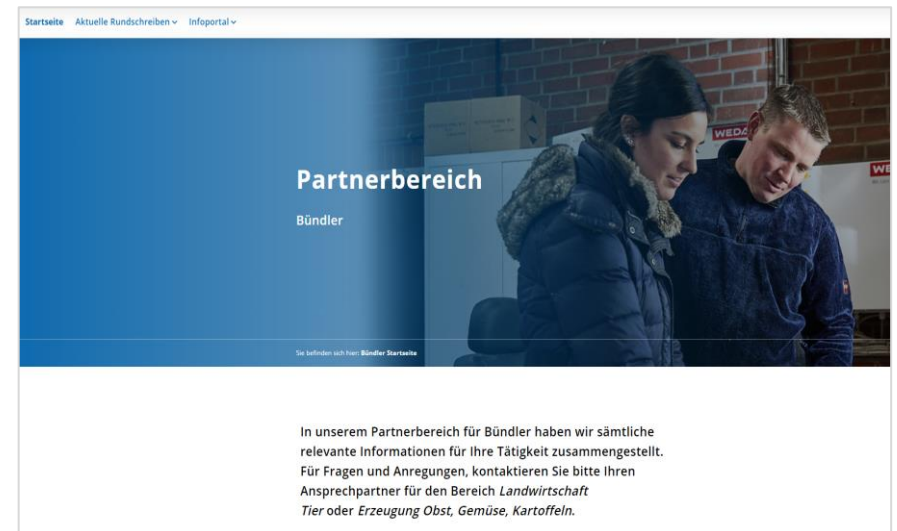 Startseite Aktuelle Rundschreiben Infoportal
WEDA
WE
Partnerbereich
Bündler
Sie befinden sich hier: Bündler Startseite
In unserem Partnerbereich für Bündler haben wir sämtliche
relevante Informationen für Ihre Tätigkeit zusammengestellt.
Für Fragen und Anregungen, kontaktieren Sie bitte Ihren
Ansprechpartner für den Bereich Landwirtschaft
Tier oder Erzeugung Obst, Gemüse, Kartoffeln.